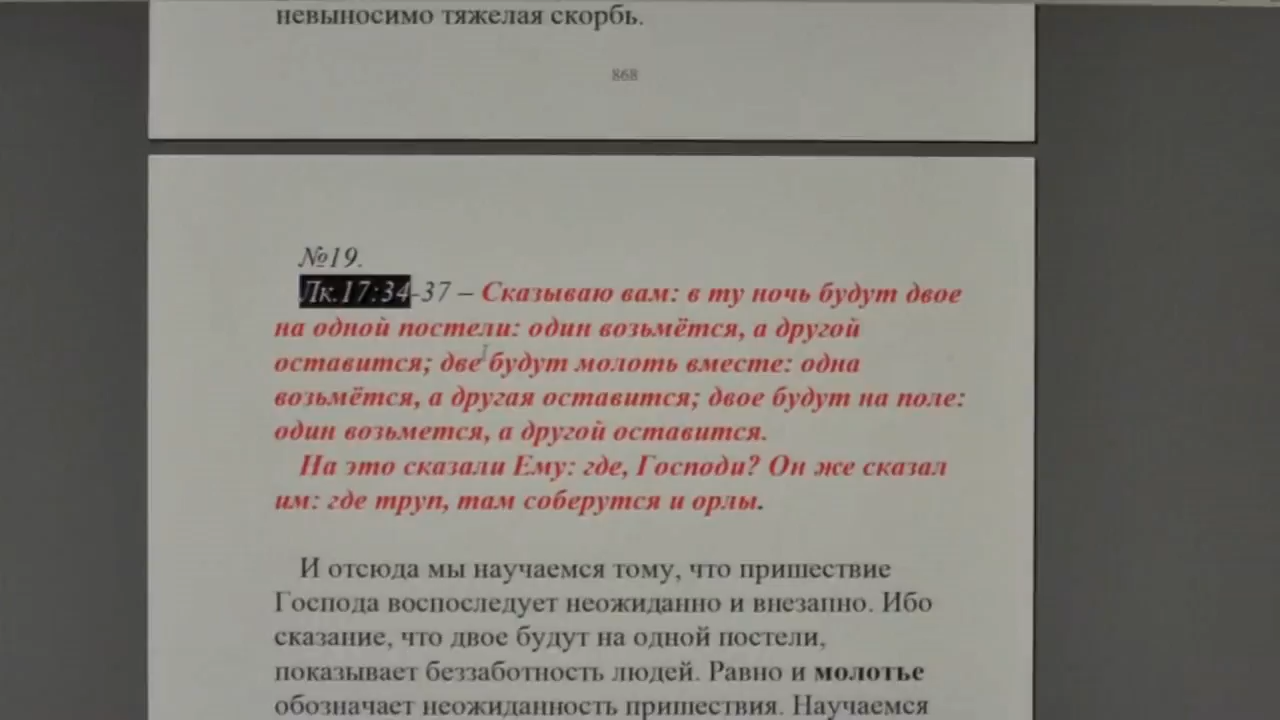 невыносимо тяжелая скорбь.
868
№19.
Лк.17:34-37 – Сказываю вам: в ту ночь будут двое
на одной постели: один возьмётся, а другой
оставится; две будут молоть вместе: одна
возьмётся, а другая оставится; двое будут на поле:
один возьмется, а другой оставится.
На это сказали Ему: где, Господи? Он же сказал
им: где труп, там соберутся и орлы.
И отсюда мы научаемся тому, что пришествие
Господа воспоследует неожиданно и внезапно. Ибо
сказание, что двое будут на одной постели,
показывает беззаботность людей. Равно и молотье
обозначает неожиданность пришествия. Научаемся